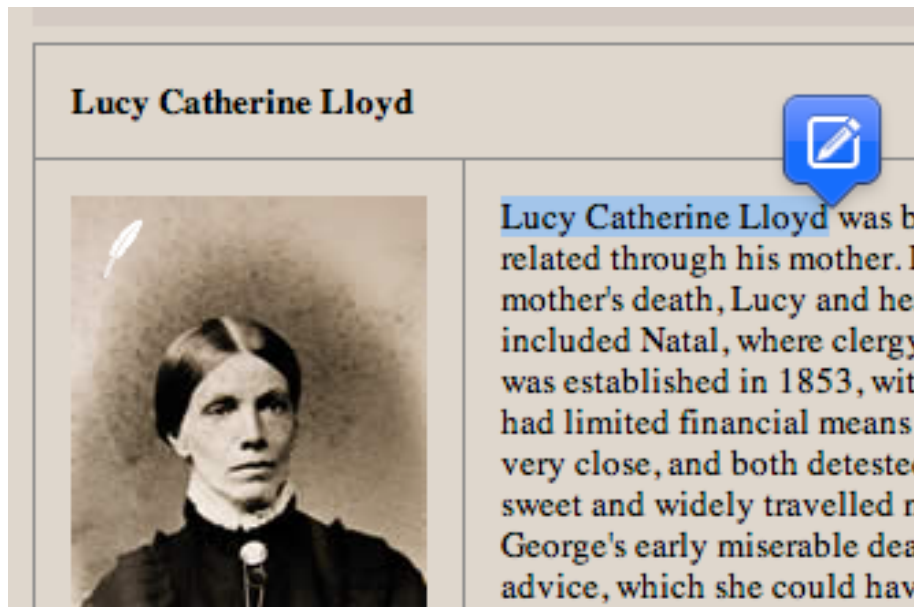 Lucy Catherine Lloyd
Lucy Catherine Lloyd was b
related through his mother.
mother's death, Lucy and he
included Natal, where clergy
was established in 1853, wit
had limited financial means
very close, and both detested
sweet and widely travelled
George's early miserable dea
advice, which she could hav